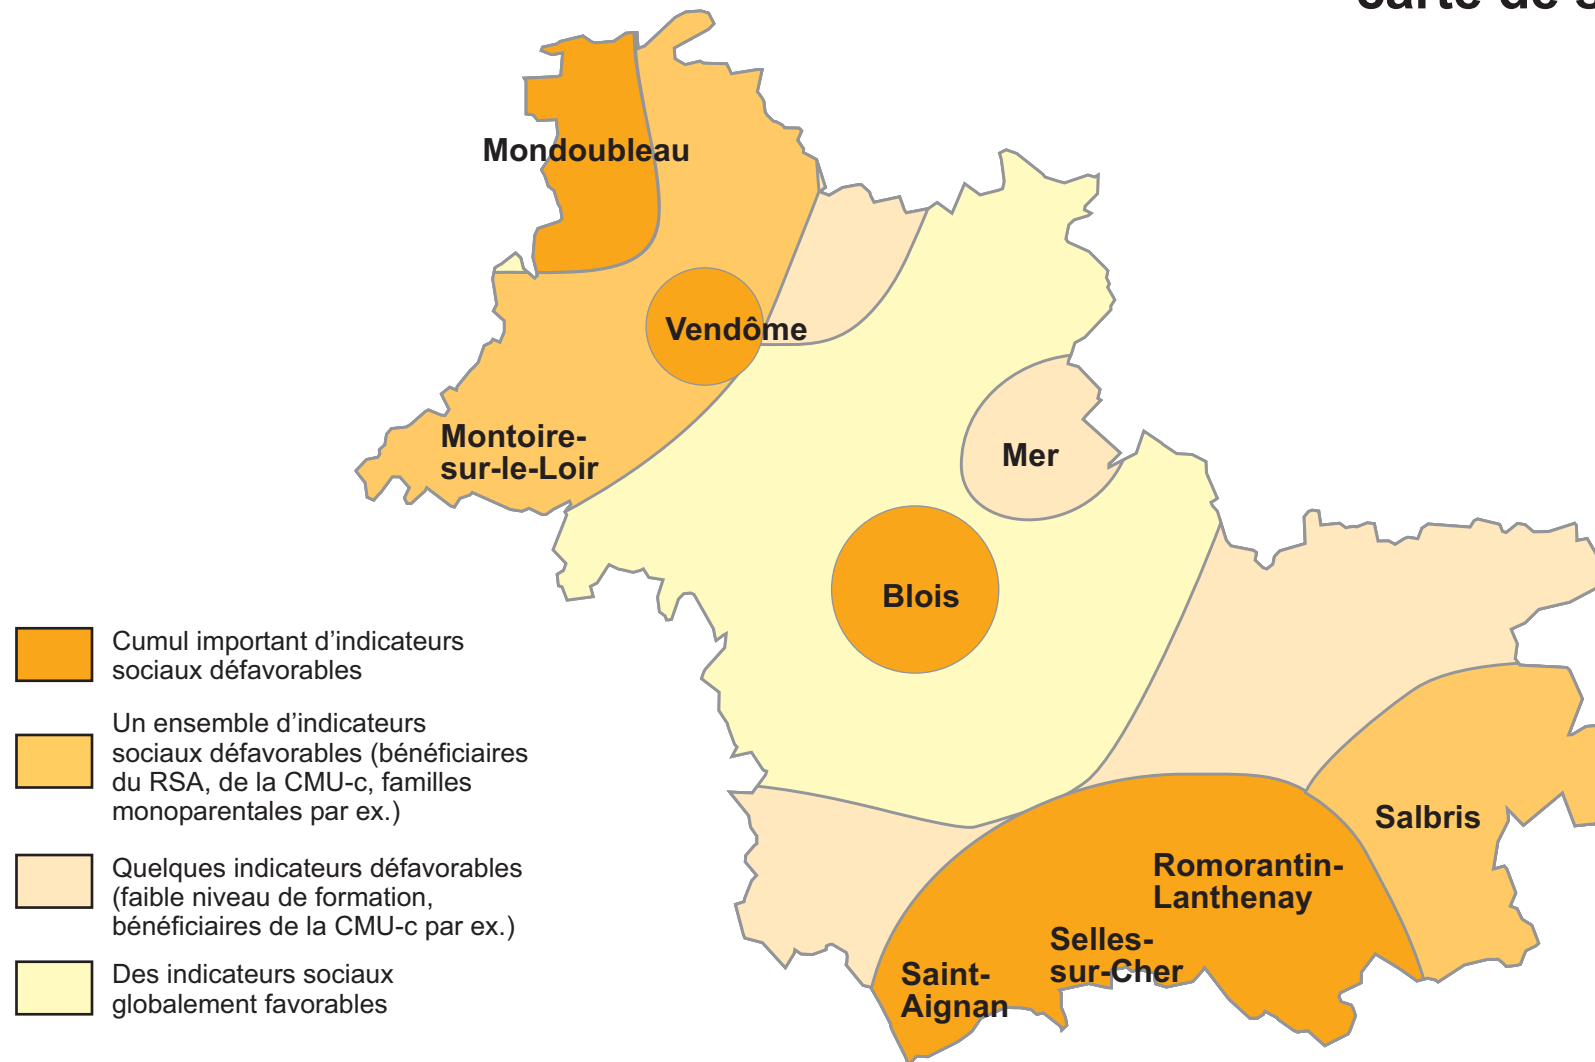 carte de s
Mondoubleau
Vendôme
Montoire-
sur-le-Loir
Mer
Blois
Cumul important d’indicateurs
sociaux défavorables
Un ensemble d’indicateurs
sociaux défavorables (bénéficiaires
du RSA, de la CMU-c, familles
monoparentales par ex.)
Quelques indicateurs défavorables
(faible niveau de formation,
bénéficiaires de la CMU-c par ex.)
Des indicateurs sociaux
globalement favorables
Salbris
Romorantin-
Lanthenay
Selles-
sur-Cher
Saint-
Aignan